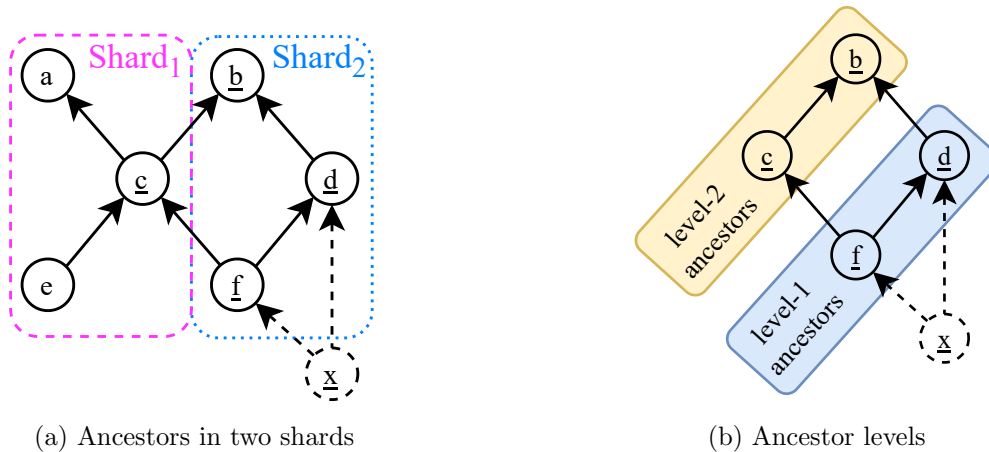 Shard1 Shard2
a b
c d
e f
x
(a) Ancestors in two shards
b
c d
level-2
ancestors
f
level-1
ancestors
x
(b) Ancestor levels